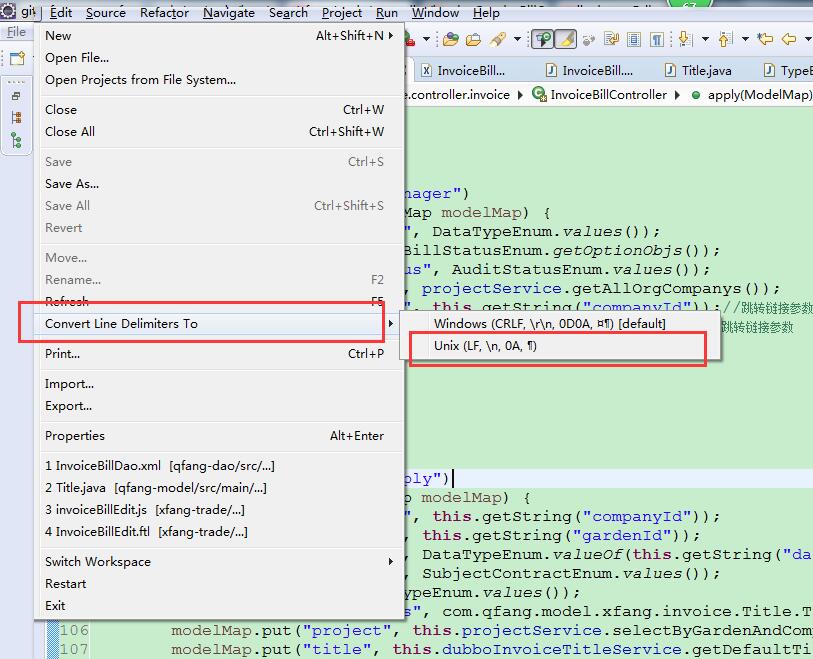 git Edit Source Refactor Navigate Search Project Run Window Help
File
New Alt+Shift+N
Open File...
Open Projects from File System...
Close Ctrl+W
Close All Ctrl+Shift+W
Save Ctrl+S
Save As...
Save All Ctrl+Shift+S
Revert
Move...
Rename... F2
Refresh F5
Convert Line Delimiters To
Print... Ctrl+P
Import...
Export...
Properties Alt+Enter
1 InvoiceBillDao.xml [qfang-dao/src/...]
2 Title.java [qfang-model/src/main/...]
3 invoiceBillEdit.js [xfang-trade/...]
4 InvoiceBillEdit.ftl [xfang-trade/...]
Switch Workspace
Restart
Exit
Windows (CRLF, \r\n, 0D0A, ¤¶) [default]
Unix (LF, \n, 0A, ¶)
InvoiceBill... InvoiceBill.... Title.java TypeE
e.controller.invoice InvoiceBillController apply(ModelMap)
nager")
Map modelMap) {
", DataTypeEnum.values());
BillStatusEnum.getOptionObjs());
us", AuditStatusEnum.values());
, projectService.getAllOrgCompanys());
", this.getString("companyId"));//跳转链接参数
跳转链接参数
ply")
p modelMap) {
", this.getString("companyId"));
, this.getString("gardenId"));
, DataTypeEnum.valueOf(this.getString("da
, SubjectContractEnum.values());
ypeEnum.values());
s", com.qfang.model.xfang.invoice.Title.T
106 modelMap.put("project", this.projectService.selectByGardenAndCom
107 modelMap.put("title", this.dubboInvoiceTitleService.getDefaultTi